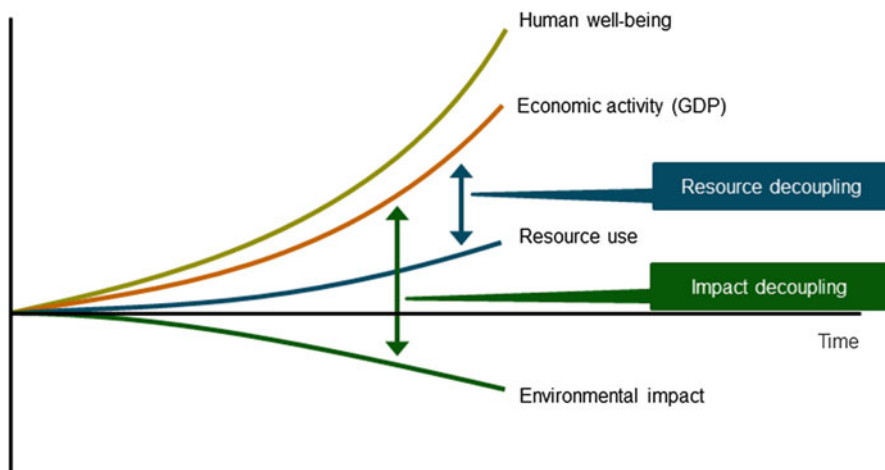 Human well-being
Economic activity (GDP)
Resource decoupling
Resource use
Impact decoupling
Time
Environmental impact